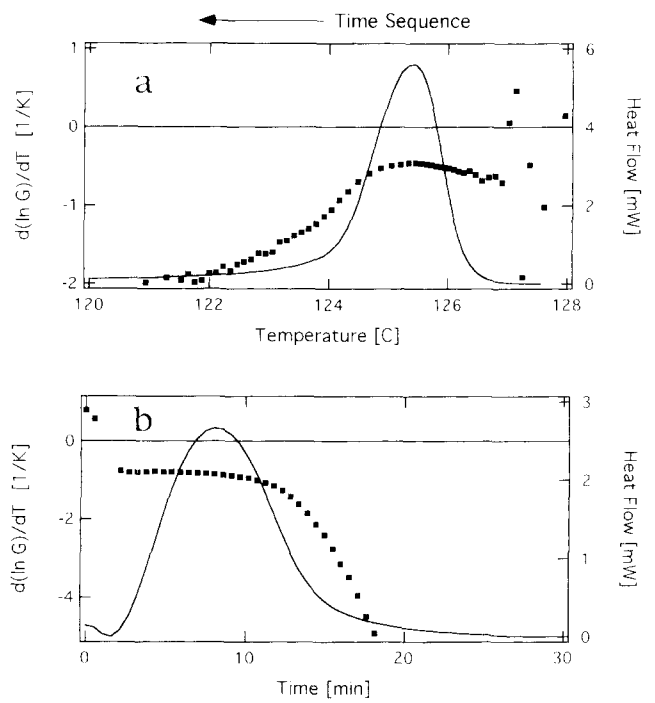 Time Sequence
a
d(ln G)/dT [1/K]
1
0
-1
-2
6
4
2
0
Heat Flow [mW]
120
122
124
126
128
Temperature [C]
b
d(ln G)/dT [1/K]
0
-2
-4
3
2
1
0
Heat Flow [mW]
0
10
20
30
Time [min]